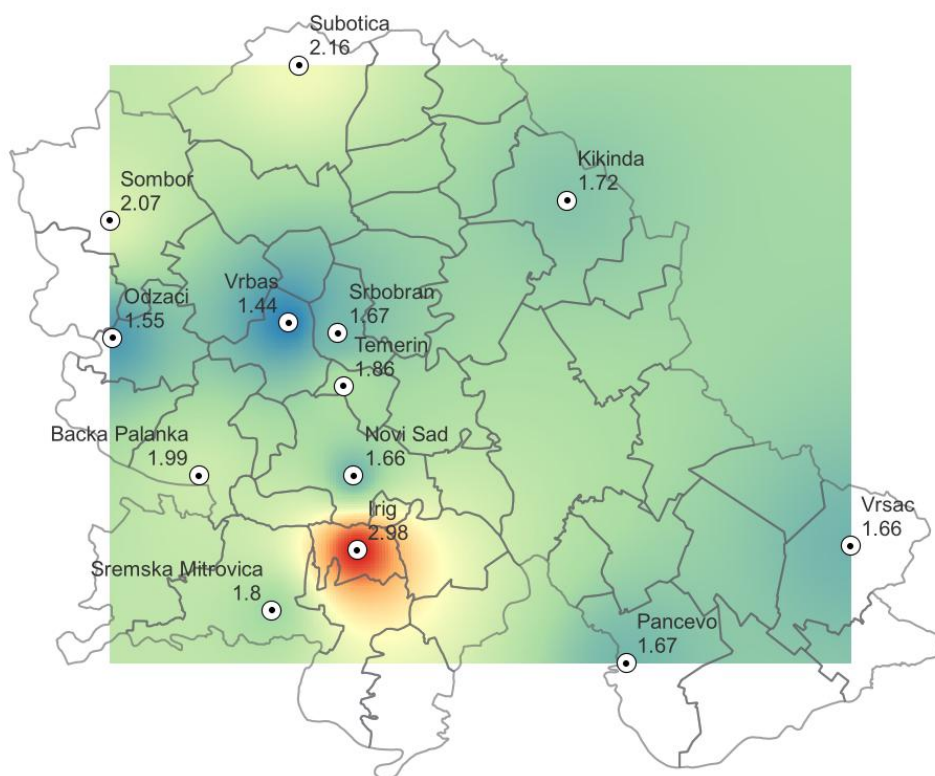 Subotica
2.16
Kikinda
1.72
Sombor
2.07
Odzaci
1.55
Vrbas
1.44
Srbobran
1.67
Temerin
1.86
Backa Palanka
1.99
Novi Sad
1.66
Irig
2.98
Vrsac
1.66
Sremska Mitrovica
1.8
Pancevo
1.67